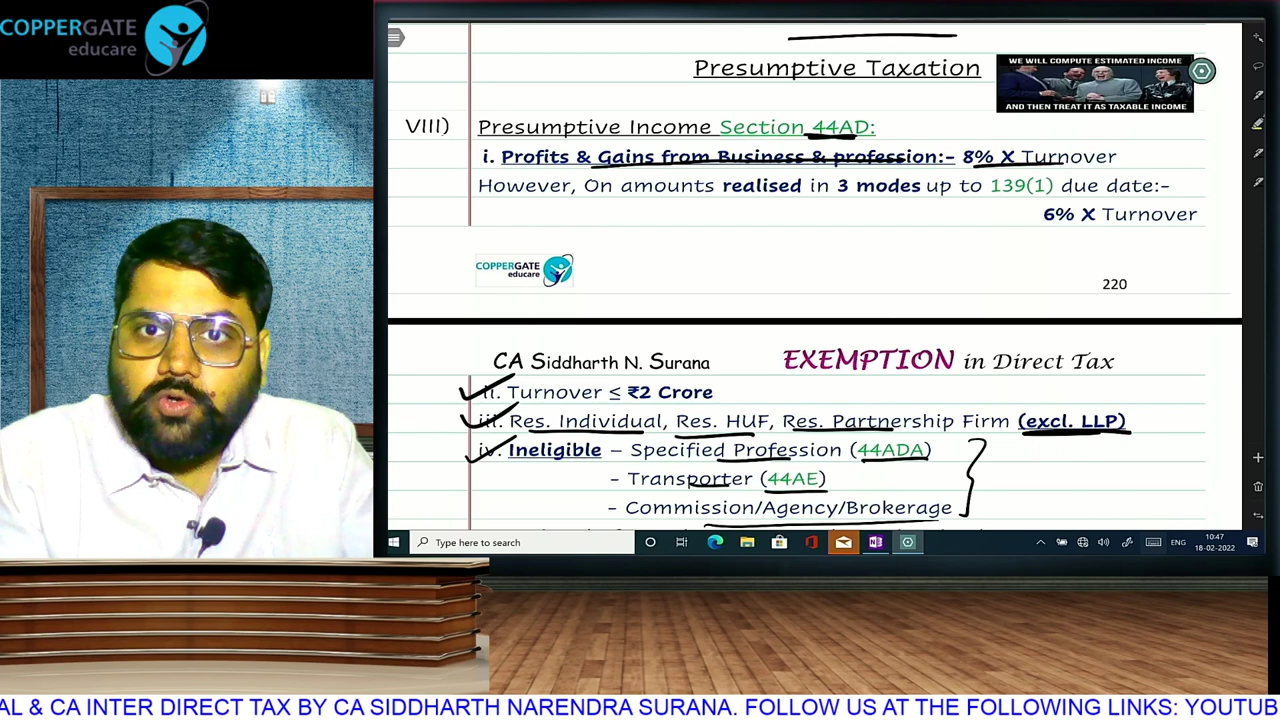 COPPERGATE
educare
Presumptive Taxation
WE WILL COMPUTE ESTIMATED INCOME
AND THEN TREAT IT AS TAXABLE INCOME
VIII) Presumptive Income Section 44AD:
i. Profits & Gains from Business & profession:- 8% X Turnover
However, On amounts realised in 3 modes up to 139(1) due date:-
6% X Turnover
COPPERGATE
educare
220
CA Siddharth N. Surana EXEMPTION in Direct Tax
ii. Turnover ≤ ₹2 Crore
iii. Res. Individual, Res. HUF, Res. Partnership Firm (excl. LLP)
iv. Ineligible – Specified Profession (44ADA)
- Transporter (44AE)
- Commission/Agency/Brokerage
Type here to search
ENG
10:47
18-02-2022
AL & CA INTER DIRECT TAX BY CA SIDDHARTH NARENDRA SURANA. FOLLOW US AT THE FOLLOWING LINKS: YOUTUB